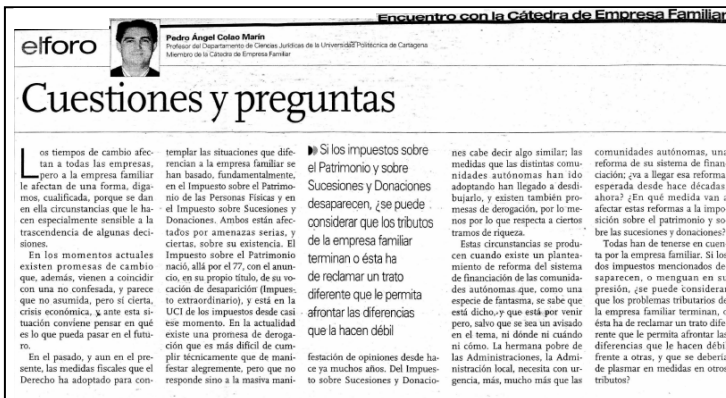 Encuentro con la Cátedra de Empresa Familiar
elforo
Pedro Ángel Colao Marín
Profesor del Departamento de Ciencias Jurídicas de la Universidad Politécnica de Cartagena
Miembro de la Cátedra de Empresa Familiar
Cuestiones y preguntas
Los tiempos de cambio afec-
tan a todas las empresas,
pero a la empresa familiar
le afectan de una forma, diga-
mos, cualificada, porque se dan
en ella circunstancias que le ha-
cen especialmente sensible a la
trascendencia de algunas deci-
siones.
En los momentos actuales
existen promesas de cambio
que, además, vienen a coincidir
con una no confesada, y parece
que no asumida, pero sí cierta,
crisis económica, y ante esta si-
tuación conviene pensar en qué
es lo que pueda pasar en el futu-
ro.
En el pasado, y aun en el pre-
sente, las medidas fiscales que el
Derecho ha adoptado para con-
templar las situaciones que dife-
rencian a la empresa familiar se
han basado, fundamentalmente,
en el Impuesto sobre el Patrimo-
nio de las Personas Físicas y en
el Impuesto sobre Sucesiones y
Donaciones. Ambos están afec-
tados por amenazas serias, y
ciertas, sobre su existencia. El
Impuesto sobre el Patrimonio
nació, allá por el 77, con el anun-
cio, en su propio título, de su vo-
cación de desaparición (Impues-
to extraordinario), y está en la
UCI de los impuestos desde casi
ese momento. En la actualidad
existe una promesa de deroga-
ción que es más difícil de cum-
plir técnicamente que de mani-
festar alegremente, pero que no
responde sino a la masiva mani-
Si los impuestos sobre
el Patrimonio y sobre
Sucesiones y Donaciones
desaparecen, ¿se puede
considerar que los tributos
de la empresa familiar
terminan o ésta ha
de reclamar un trato
diferente que le permita
afrontar las diferencias
que la hacen débil
festación de opiniones desde ha-
ce ya muchos años. Del Impues-
to sobre Sucesiones y Donacio-
nes cabe decir algo similar; las
medidas que las distintas comu-
nidades autónomas han ido
adoptando han llegado a desdi-
bujarlo, y existen también pro-
mesas de derogación, por lo me-
nos por lo que respecta a ciertos
tramos de riqueza.
Estas circunstancias se produ-
cen cuando existe un plantea-
miento de reforma del sistema
de financiación de las comunida-
des autónomas que, como una
especie de fantasma, se sabe que
está dicho, y que está por venir
pero, salvo que se sea un avisado
en el tema, ni dónde ni cuándo
ni cómo. La hermana pobre de
las Administraciones, la Admi-
nistración local, necesita con ur-
gencia, más, mucho más que las
comunidades autónomas, una
reforma de su sistema de finan-
ciación; ¿va a llegar esa reforma
esperada desde hace décadas
ahora? ¿En qué medida van a
afectar estas reformas a la impo-
sición sobre el patrimonio y so-
bre las sucesiones y donaciones?
Todas han de tenerse en cuen-
ta por la empresa familiar. Si los
dos impuestos mencionados de-
saparecen, o menguan en su
presión, ¿se puede considerar
que los problemas tributarios de
la empresa familiar terminan, o
ésta ha de reclamar un trato dife-
rente que le permita afrontar las
diferencias que le hacen débil
frente a otras, y que se debería
de plasmar en medidas en otros
tributos?